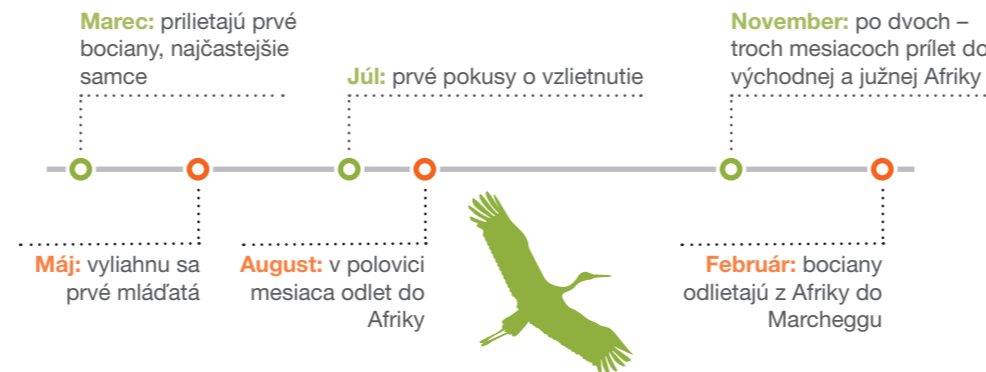 Marec: prilietajú prvé
bociany, najčastejšie
samce
Júl: prvé pokusy o vzlietnutie
November: po dvoch –
troch mesiacoch prílet do
východnej a južnej Afriky
Máj: vyliahnu sa
prvé mláďatá
August: v polovici
mesiaca odlet do
Afriky
Február: bociany
odlietajú z Afriky do
Marcheggu